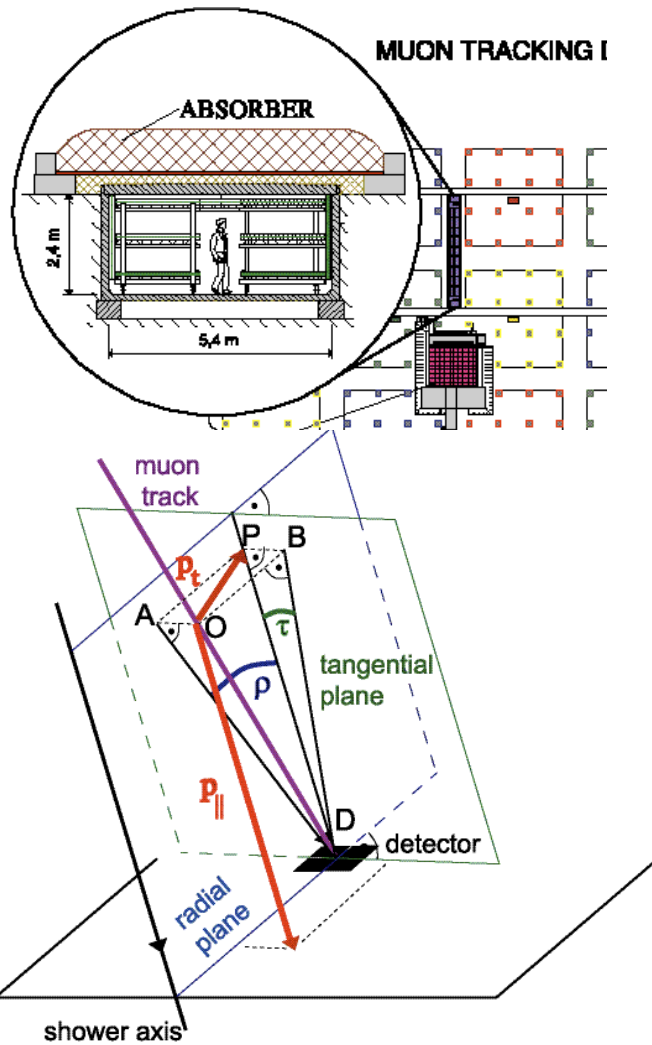 MUON TRACKING D
ABSORBER
2,4 m
5,4 m
muon
track
P
B
p_t
A
O
τ
ρ
tangential
plane
p_||
D
detector
radial
plane
shower axis